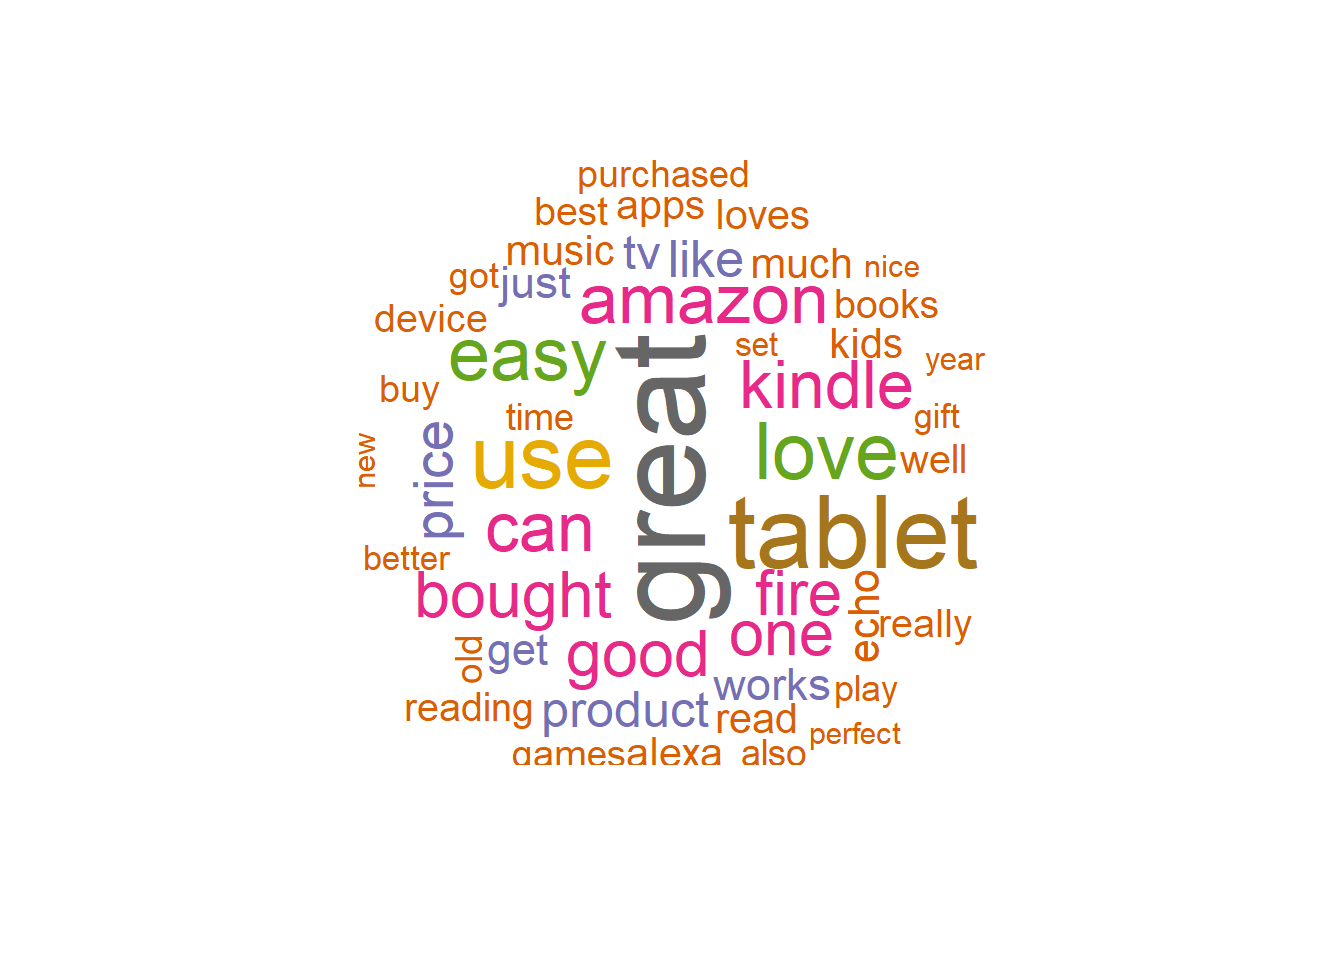 purchased
best apps loves
music tv like much nice
got just amazon books
device easy set kids year
buy great kindle
time gift
new price use love well
can tablet
better bought fire echo
old get good one really
works play
reading product read perfect
games alexa also